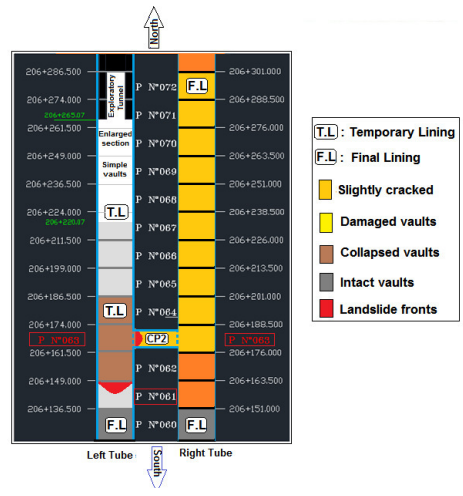 North
206+286.500
206+274.000
206+265.07
206+261.500
206+249.000
206+236.500
206+224.000
206+220.07
206+211.500
206+199.000
206+186.500
206+174.000
P N°063
206+161.500
206+149.000
206+136.500
Exploratory
Tunnel
Enlarged
section
Simple
vaults
T.L
T.L
F.L
P N°072
P N°071
P N°070
P N°069
P N°068
P N°067
P N°066
P N°065
P N°064
CP2
P N°062
P N°061
P N°060
F.L
F.L
206+301.000
206+288.500
206+276.000
206+263.500
206+251.000
206+238.500
206+226.000
206+213.500
206+201.000
206+188.500
P N°063
206+176.000
206+163.500
206+151.000
Left Tube
Right Tube
South
T.L : Temporary Lining
F.L : Final Lining
Slightly cracked
Damaged vaults
Collapsed vaults
Intact vaults
Landslide fronts